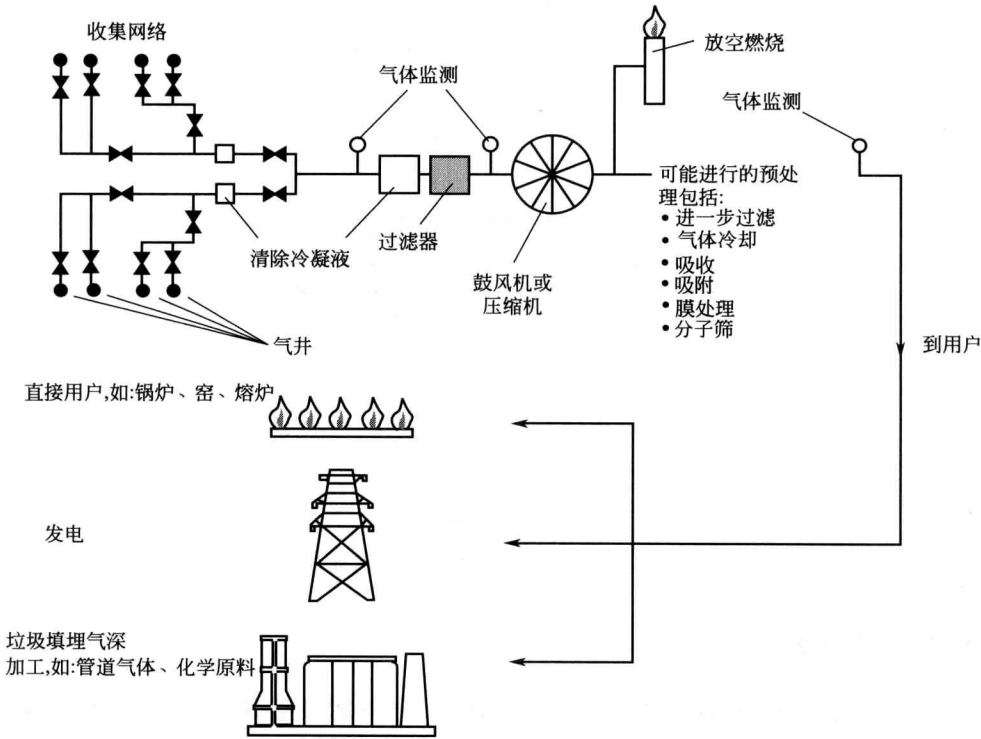 收集网络
放空燃烧
气体监测
气体监测
可能进行的预处
理包括:
•进一步过滤
•气体冷却
•吸收
•吸附
•膜处理
•分子筛
过滤器
清除冷凝液
鼓风机或
压缩机
气井
到用户
直接用户,如:锅炉、窑、熔炉
发电
垃圾填埋气深
加工,如:管道气体、化学原料